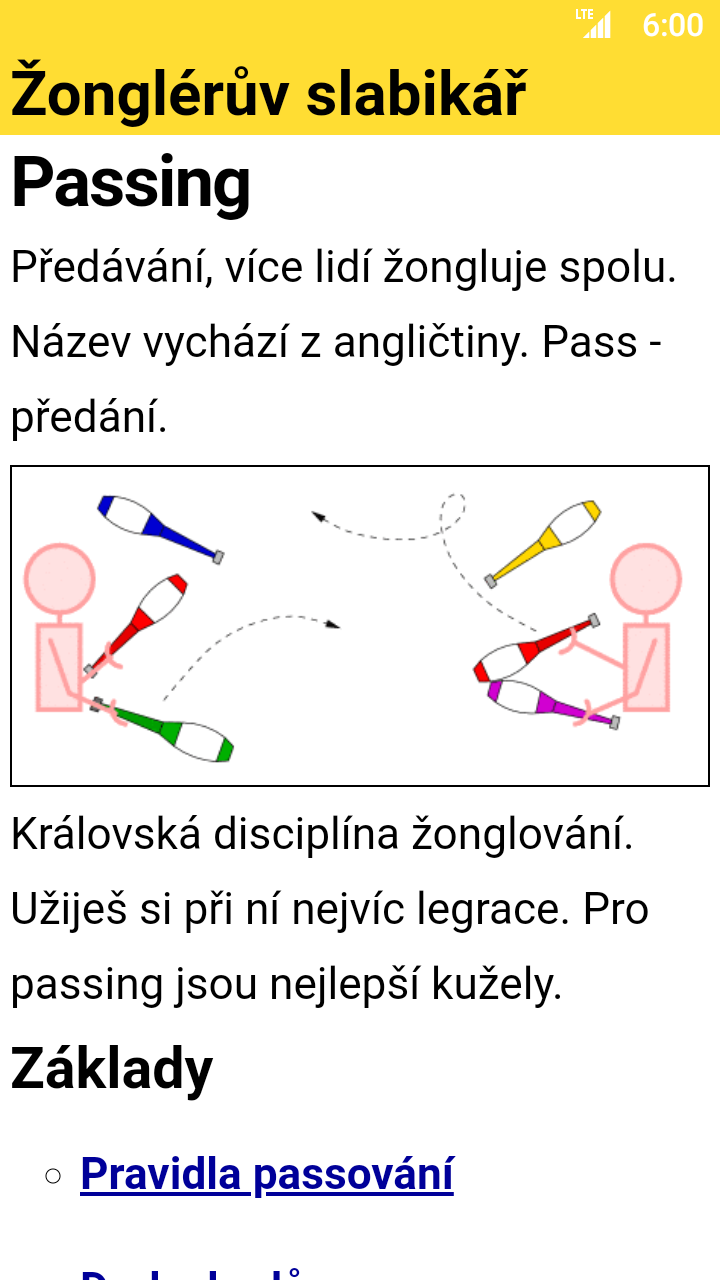 LTE 6:00
Žonglérův slabikář
Passing
Předávání, více lidí žongluje spolu.
Název vychází z angličtiny. Pass -
předání.
Královská disciplína žonglování.
Užiješ si při ní nejvíc legrace. Pro
passing jsou nejlepší kužely.
Základy
Pravidla passování